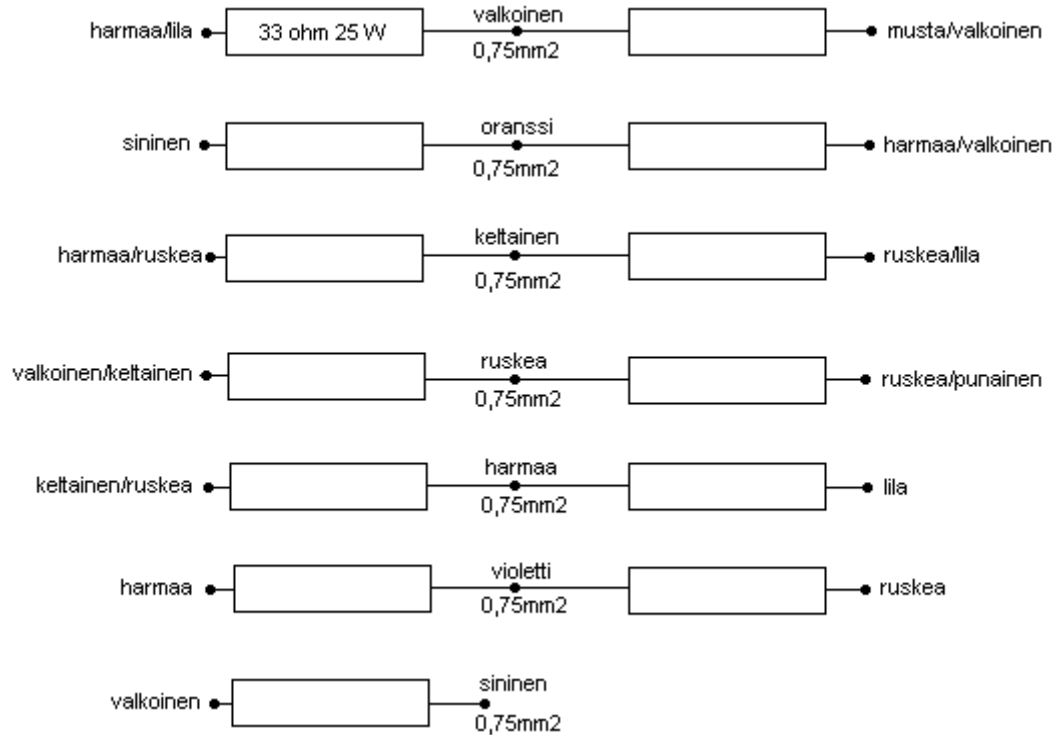 harmaa/lila
33 ohm 25 W
valkoinen
0,75mm2
musta/valkoinen
sininen
oranssi
0,75mm2
harmaa/valkoinen
harmaa/ruskea
keltainen
0,75mm2
ruskea/lila
valkoinen/keltainen
ruskea
0,75mm2
ruskea/punainen
keltainen/ruskea
harmaa
0,75mm2
lila
harmaa
violetti
0,75mm2
ruskea
valkoinen
sininen
0,75mm2